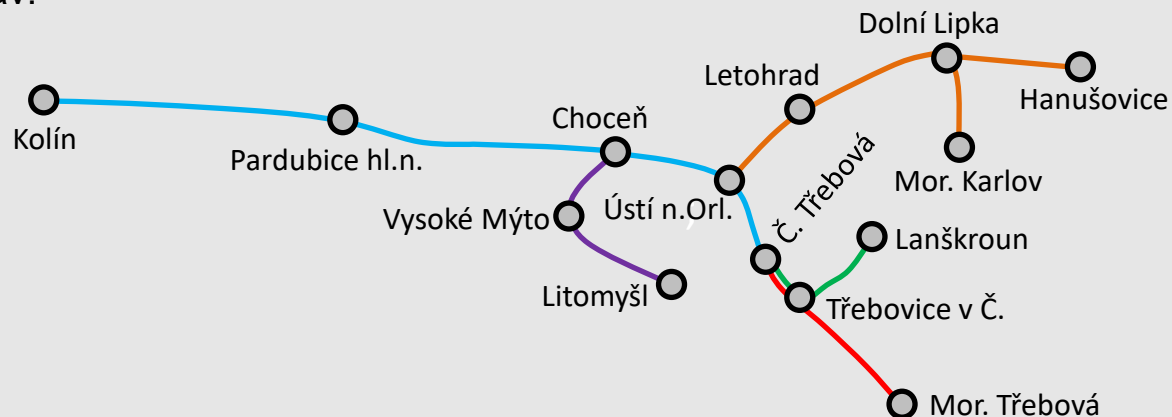 Dolní Lipka
Letohrad
Hanušovice
Choceň
Kolín
Pardubice hl.n.
Č. Třebová
Mor. Karlov
Vysoké Mýto
Ústí n.Orl.
Lanškroun
Litomyšl
Třebovice v Č.
Mor. Třebová